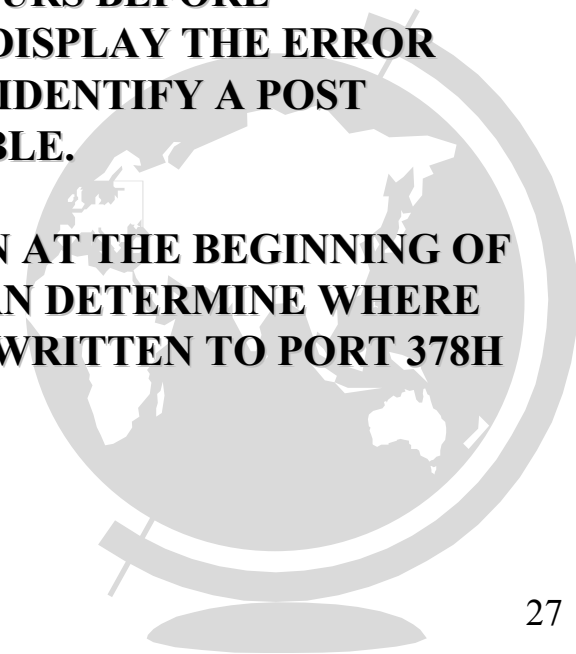 URS BEFORE
DISPLAY THE ERROR
IDENTIFY A POST
BLE.
N AT THE BEGINNING OF
AN DETERMINE WHERE
WRITTEN TO PORT 378H
27